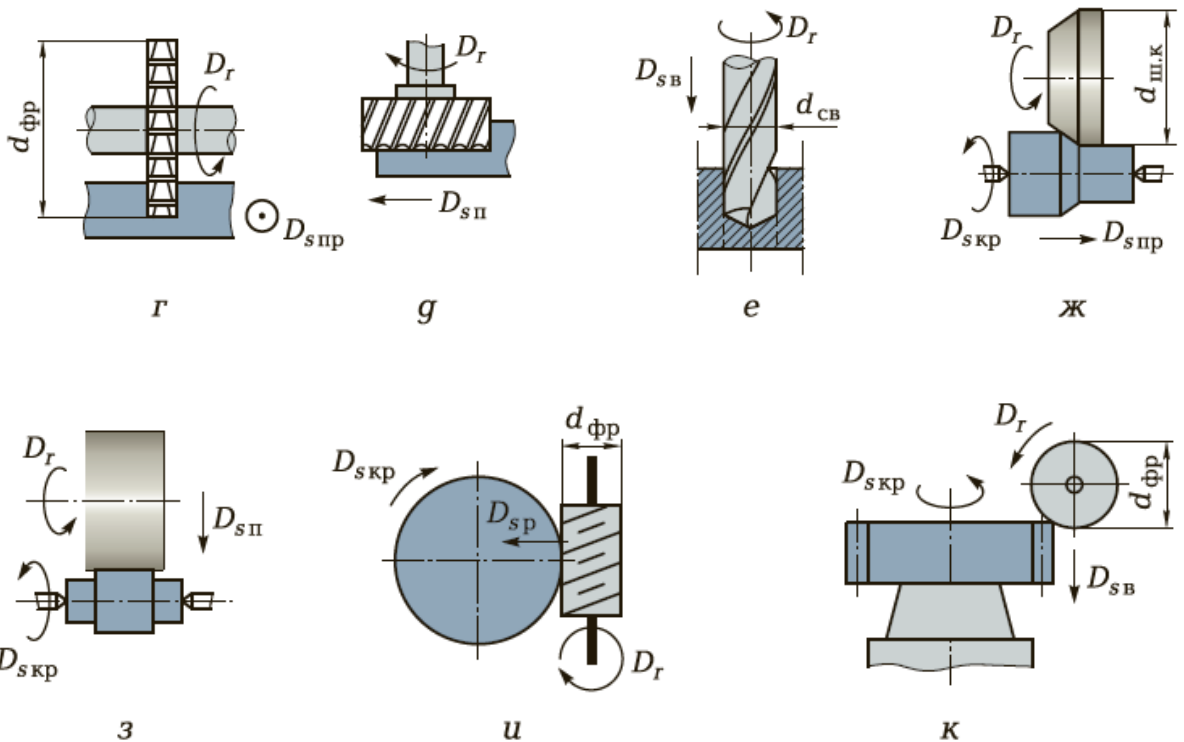 d фр
D r
D s пр
г
D r
D s п
д
D r
D s в
d св
е
D r
d ш.к
D s кр
D s пр
ж
D r
D s п
D s кр
з
d фр
D s кр
D s р
D r
и
D r
D s кр
d фр
D s в
к